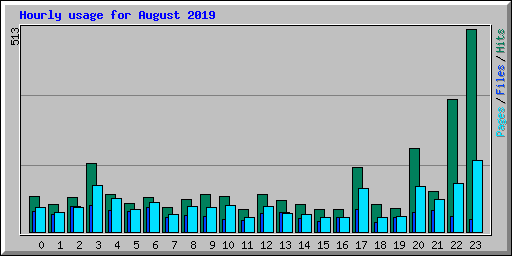 Hourly usage for August 2019
513
Pages/Files/Hits
0 1 2 3 4 5 6 7 8 9 10 11 12 13 14 15 16 17 18 19 20 21 22 23